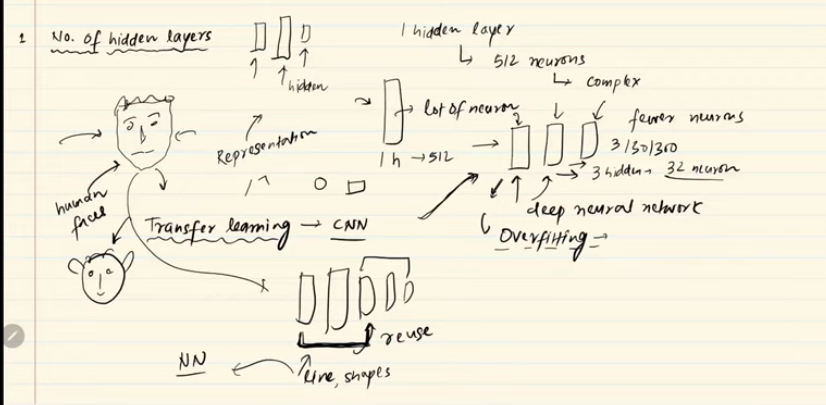 1 No. of hidden layers
hidden
1 hidden layer
↳ 512 neurons
↳ complex
→ lot of neuron
1 h → 512
fewer neurons
3/30/300
→ 3 hidden → 32 neuron
deep neural network
Overfitting →
Representation
human
face
Transfer learning → CNN
reuse
line, shapes
NN